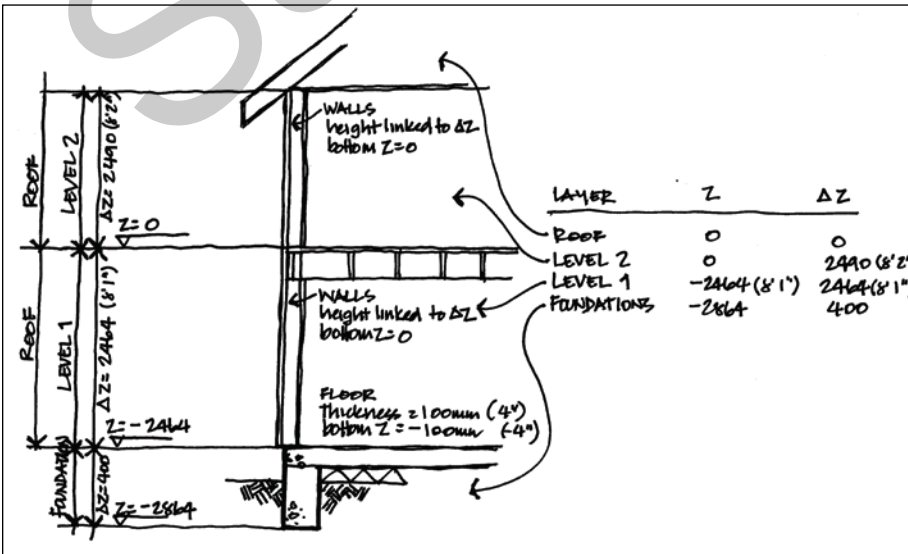 WALLS
height linked to ΔZ
bottom Z=0
ROOF
LEVEL 2
ΔZ=2490 (8'2")
Z=0
LAYER Z ΔZ
ROOF 0 0
LEVEL 2 0 2490 (8'2"
LEVEL 1 -2464 (8'1") 2464 (8'1"
FOUNDATIONS -2864 400
WALLS
height linked to ΔZ
bottom Z=0
ROOF
LEVEL 1
ΔZ=2464 (8'1")
FLOOR
Thickness = 100mm (4")
bottom Z = -100mm (-4")
Z=-2464
FOUNDATION
ΔZ=400
Z=-2864